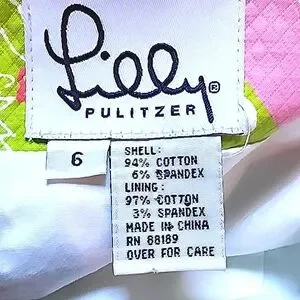 Lilly®
PULITZER
6
SHELL:
94% COTTON
6% SPANDEX
LINING:
97% COTTON
3% SPANDEX
MADE IN CHINA
RN 88189
OVER FOR CARE